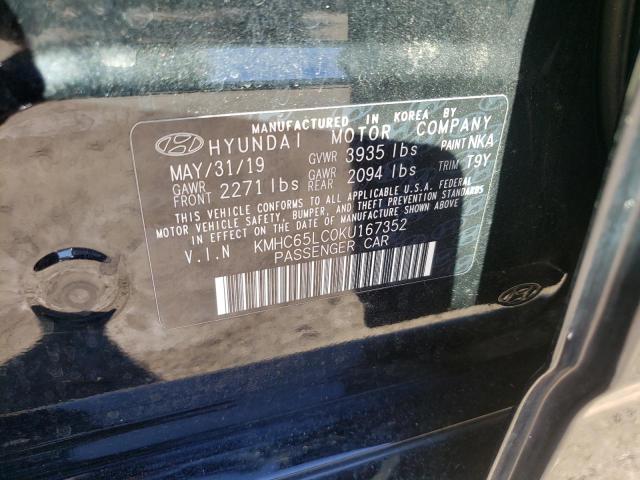 MANUFACTURED IN KOREA BY
HYUNDAI MOTOR COMPANY
MAY/31/19 GVWR 3935 lbs PAINT NKA
GAWR FRONT 2271 lbs GAWR REAR 2094 lbs TRIM T9Y
THIS VEHICLE CONFORMS TO ALL APPLICABLE U.S.A. FEDERAL
MOTOR VEHICLE SAFETY, BUMPER, AND THEFT PREVENTION STANDARDS
IN EFFECT ON THE DATE OF MANUFACTURE SHOWN ABOVE.
V.I.N KMHC65LC0KU167352
PASSENGER CAR